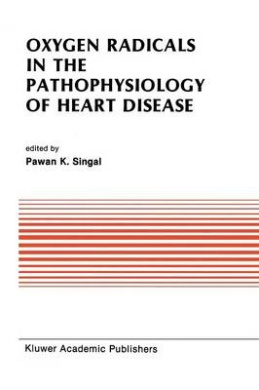 OXYGEN RADICALS
IN THE
PATHOPHYSIOLOGY
OF HEART DISEASE
edited by
Pawan K. Singal
Kluwer Academic Publishers